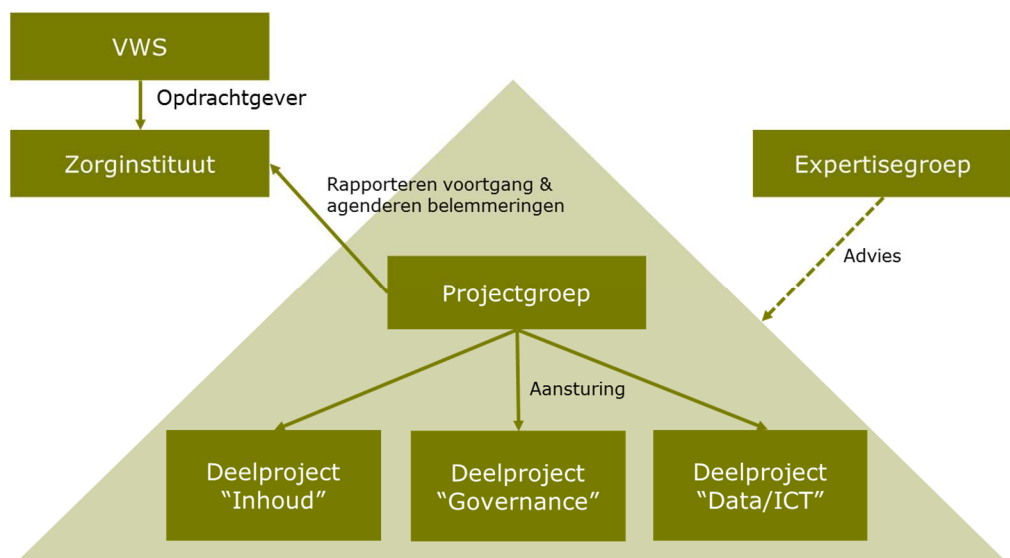 VWS
Opdrachtgever
Zorginstituut
Expertisegroep
Rapporteren voortgang &
agenderen belemmeringen
Advies
Projectgroep
Aansturing
Deelproject
“Inhoud”
Deelproject
“Governance”
Deelproject
“Data/ICT”